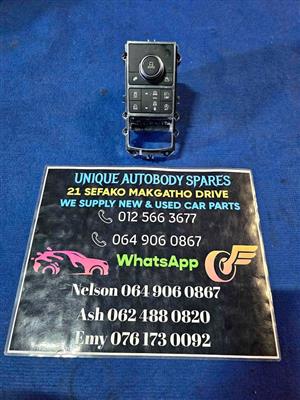 UNIQUE AUTOBODY SPARES
21 SEFAKO MAKGATHO DRIVE
WE SUPPLY NEW & USED CAR PARTS
012 566 3677
064 906 0867
WhatsApp
Nelson 064 906 0867
Ash 062 488 0820
Emy 076 173 0092